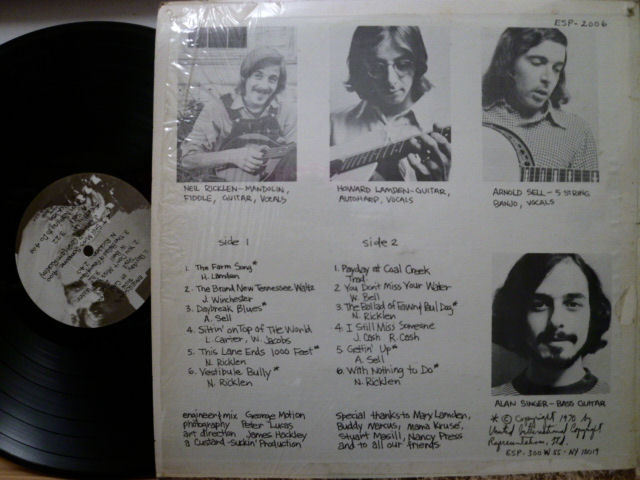 ESP-2006
NEIL RICKLEN-MANDOLIN,
FIDDLE, GUITAR, VOCALS
HOWARD LAMDEN-GUITAR,
AUTOHARP, VOCALS
ARNOLD SELL-5 STRING
BANJO, VOCALS
side 1
1. The Farm Song*
H. Lamden
2. The Brand New Tennessee Waltz
J. Winchester
3. Daybreak Blues*
A. Sell
4. Sittin' on Top of The World
L. Carter, W. Jacobs
5. This Lane Ends 1000 Feet*
N. Ricklen
6. Vestibule Bully*
N. Ricklen
side 2
1. Payday at Coal Creek
Trad.
2. You Don't Miss Your Water
W. Bell
3. The Ballad of Day*
N. Ricklen
4. I Still Miss Someone
J. Cash R. Cash
5. Gettin' Up*
A. Sell
6. With Nothing to Do*
N. Ricklen
ALAN SINGER-BASS GUITAR
engineer/mix George Motion
photography Peter Lucas
art direction James Hackley
a Custard-Suckin' Production
Special thanks to Mary Lamden,
Buddy Marcus, Mama Kruse,
Stuart Masill, Nancy Press
and to all our friends
* © Copyright 1970 by
United International Copyright
Representatives, Ltd.
ESP-300 W 55-NY 10019